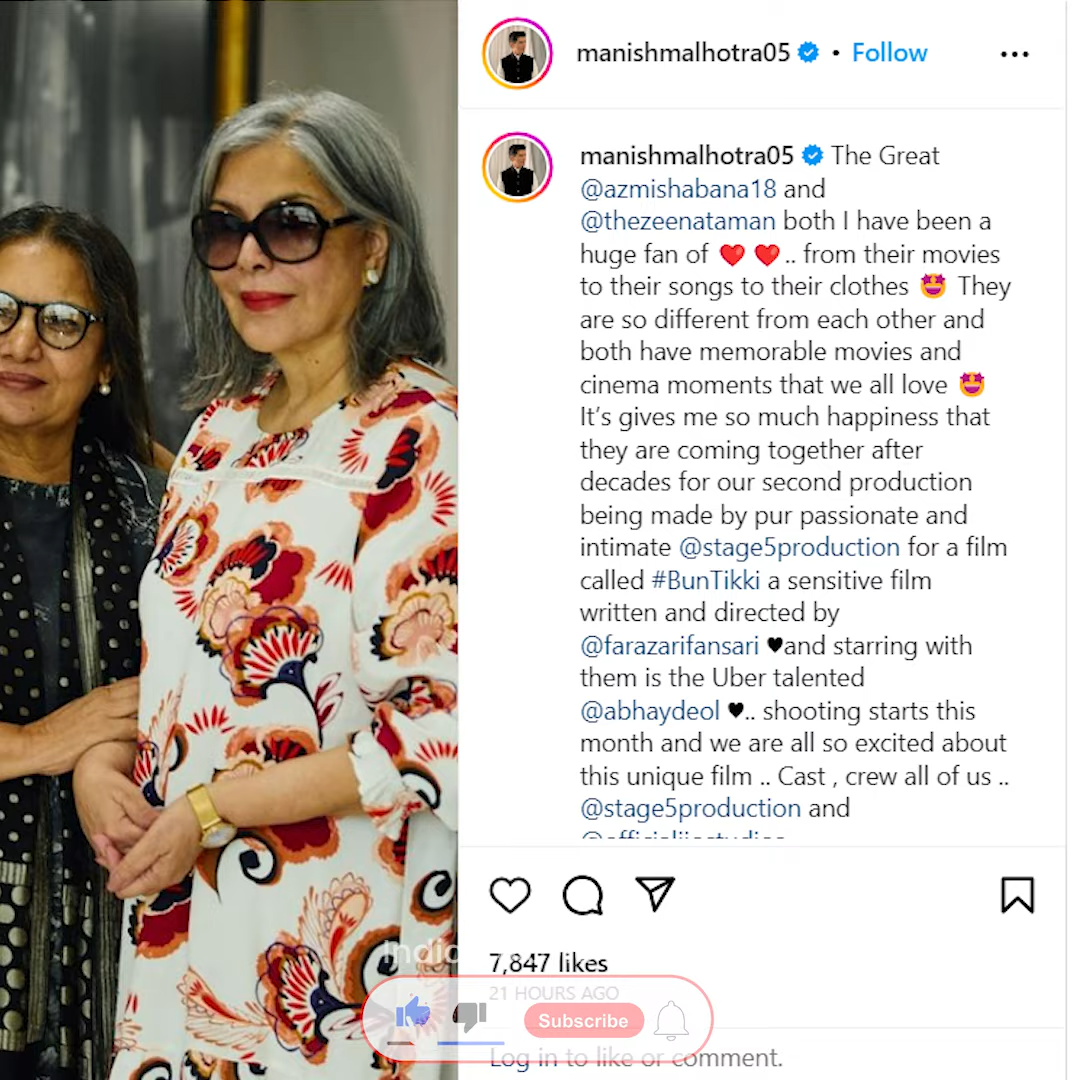 manishmalhotra05 • Follow
manishmalhotra05 The Great
@azmishabana18 and
@thezeenataman both I have been a
huge fan of ❤️ ❤️ .. from their movies
to their songs to their clothes 🤩 They
are so different from each other and
both have memorable movies and
cinema moments that we all love 🤩
It's gives me so much happiness that
they are coming together after
decades for our second production
being made by pur passionate and
intimate @stage5production for a film
called #BunTikki a sensitive film
written and directed by
@farazarifansari 🖤and starring with
them is the Uber talented
@abhaydeol 🖤.. shooting starts this
month and we are all so excited about
this unique film .. Cast , crew all of us ..
@stage5production and
7,847 likes
21 HOURS AGO
Subscribe
Log in to like or comment.